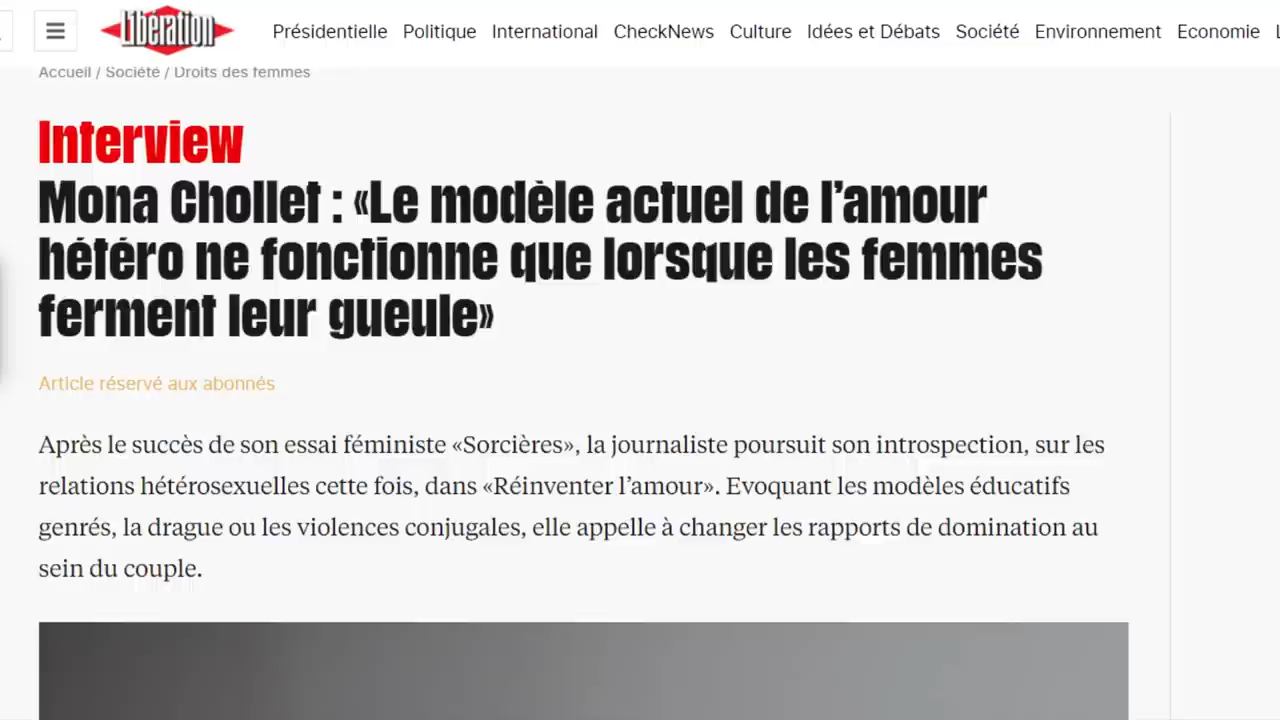 Libération
Présidentielle Politique International CheckNews Culture Idées et Débats Société Environnement Economie
Accueil / Société / Droits des femmes
Interview
Mona Chollet : «Le modèle actuel de l’amour
hétéro ne fonctionne que lorsque les femmes
ferment leur gueule»
Article réservé aux abonnés
Après le succès de son essai féministe «Sorcières», la journaliste poursuit son introspection, sur les
relations hétérosexuelles cette fois, dans «Réinventer l’amour». Evoquant les modèles éducatifs
genrés, la drague ou les violences conjugales, elle appelle à changer les rapports de domination au
sein du couple.